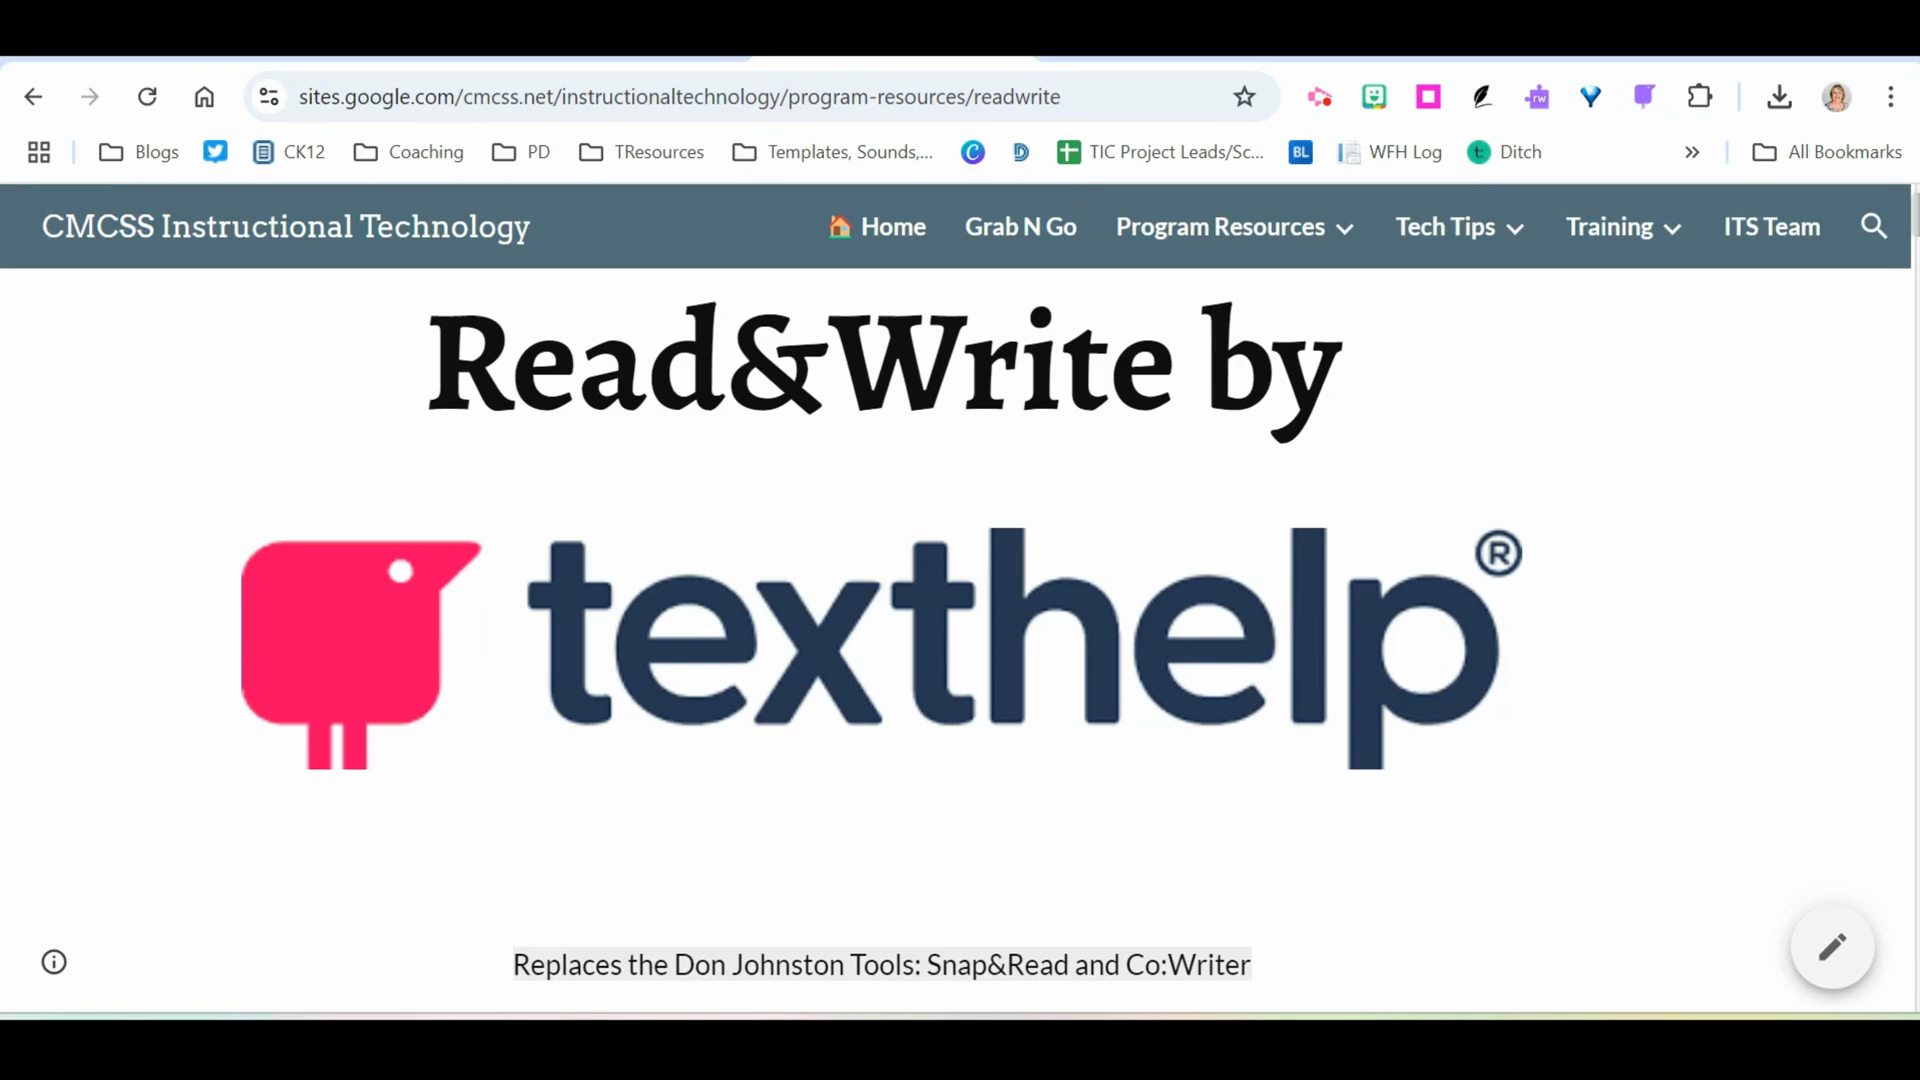 sites.google.com/cmcss.net/instructionaltechnology/program-resources/readwrite
rw
Blogs CK12 Coaching PD TResources Templates, Sounds,... TIC Project Leads/Sc... BL WFH Log t Ditch » All Bookmarks
CMCSS Instructional Technology Home Grab N Go Program Resources Tech Tips Training ITS Team
Read&Write by
texthelp®
Replaces the Don Johnston Tools: Snap&Read and Co:Writer